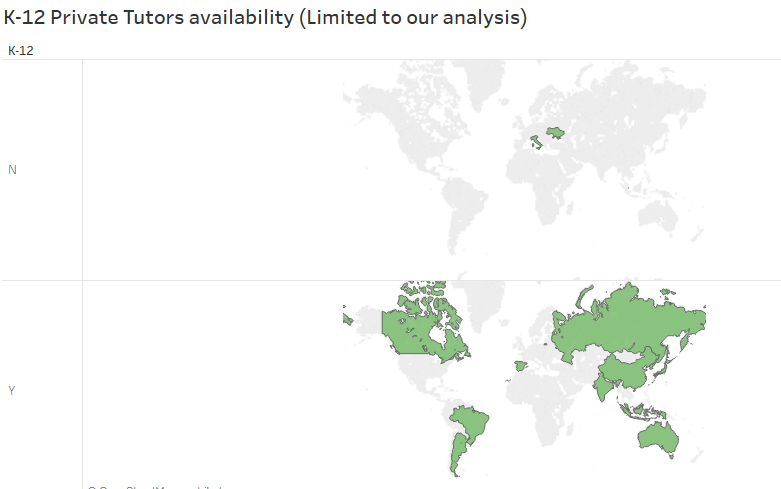 K-12 Private Tutors availability (Limited to our analysis)
K-12
N
Y